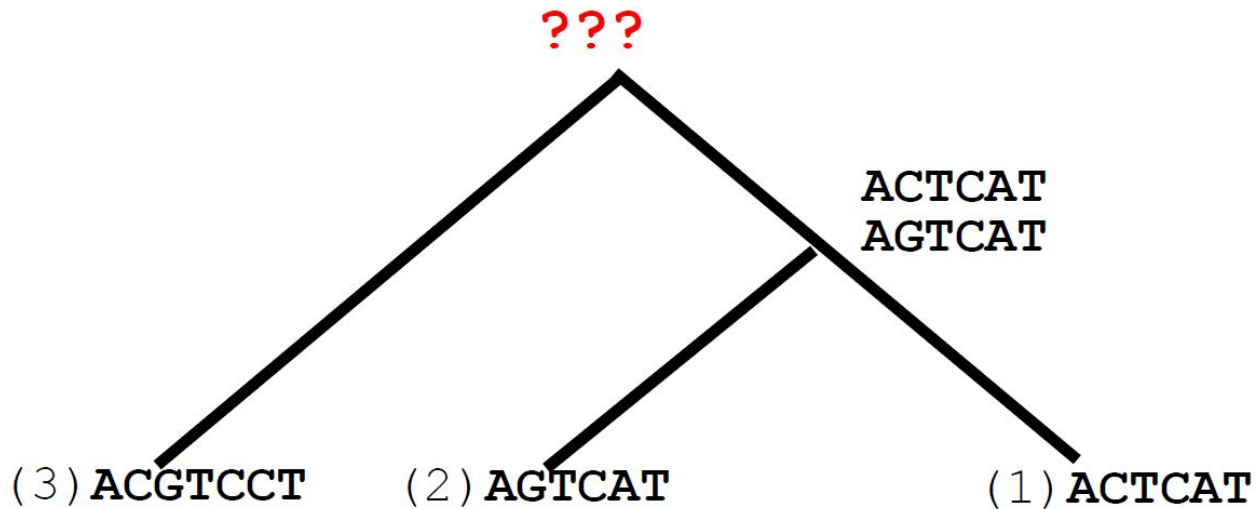 ???
ACTCAT
AGTCAT
(3)ACGTCCT
(2)AGTCAT
(1)ACTCAT